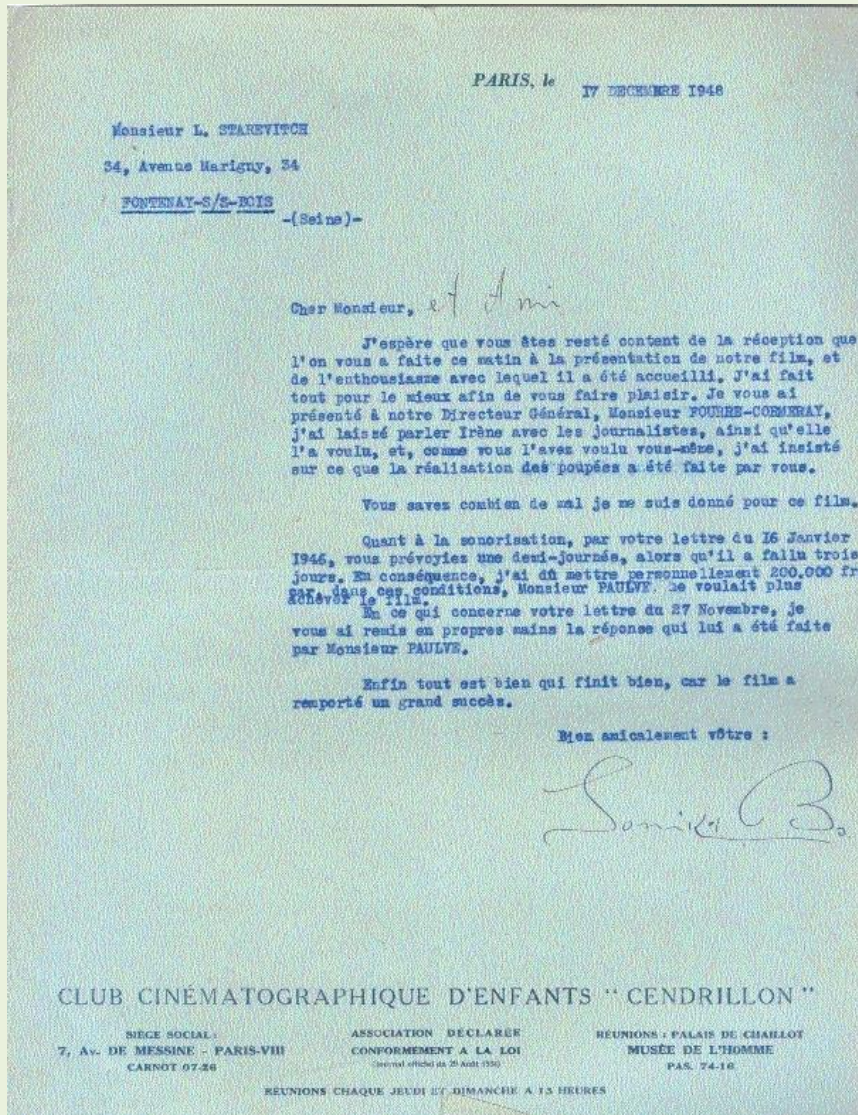 PARIS, le 17 DECEMBRE 1948
Monsieur L. STAREVITCH
34, Avenue Marigny, 34
FONTENAY-S/S-BOIS
-(Seine)-
Cher Monsieur, et Ami
J'espère que vous êtes resté content de la réception que
l'on vous a faite ce matin à la présentation de notre film, et
de l'enthousiasme avec lequel il a été accueilli. J'ai fait
tout pour le mieux afin de vous faire plaisir. Je vous ai
présenté à notre Directeur Général, Monsieur FOURRE-CORMERAY,
j'ai laissé parler Irène avec les journalistes, ainsi qu'elle
l'a voulu, et, comme vous l'avez voulu vous-même, j'ai insisté
sur ce que la réalisation des poupées a été faite par vous.
Vous savez combien de mal je me suis donné pour ce film.
Quant à la sonorisation, par votre lettre du I6 Janvier
1946, vous prévoyiez une demi-journée, alors qu'il a fallu trois
jours. En conséquence, j'ai dû mettre personnellement 200.000 fr
car, dans ces conditions, Monsieur PAULVE. ne voulait plus
achever le film.
En ce qui concerne votre lettre du 27 Novembre, je
vous ai remis en propres mains la réponse qui lui a été faite
par Monsieur PAULVE.
Enfin tout est bien qui finit bien, car le film a
remporté un grand succès.
Bien amicalement vôtre :
Sonika B.
CLUB CINÉMATOGRAPHIQUE D'ENFANTS "CENDRILLON"
SIÈGE SOCIAL :
7, Av. DE MESSINE - PARIS-VIII
CARNOT 07-26
ASSOCIATION DÉCLARÉE
CONFORMEMENT A LA LOI
(Journal officiel du 29 Août 1936)
RÉUNIONS : PALAIS DE CHAILLOT
MUSÉE DE L'HOMME
PAS. 74-16
RÉUNIONS CHAQUE JEUDI ET DIMANCHE A 15 HEURES